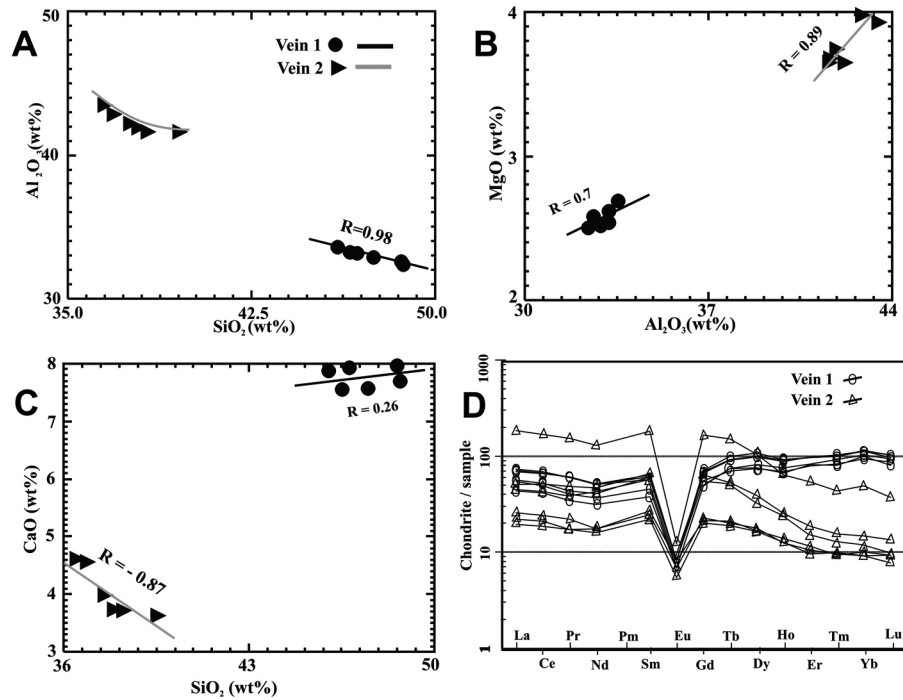 A
50
40
30
Al₂O₃(wt%)
35.0 42.5 50.0
SiO₂(wt%)
Vein 1
Vein 2
R=0.98
B
4
3
2
MgO (wt%)
30 37 44
Al₂O₃(wt%)
R = 0.89
R = 0.7
C
8
7
6
5
4
3
CaO (wt%)
36 43 50
SiO₂ (wt%)
R 0.26
R = - 0.87
D
1000
100
10
1
Chondrite / sample
Vein 1
Vein 2
La Pr Pm Eu Tb Ho Tm Lu
Ce Nd Sm Gd Dy Er Yb